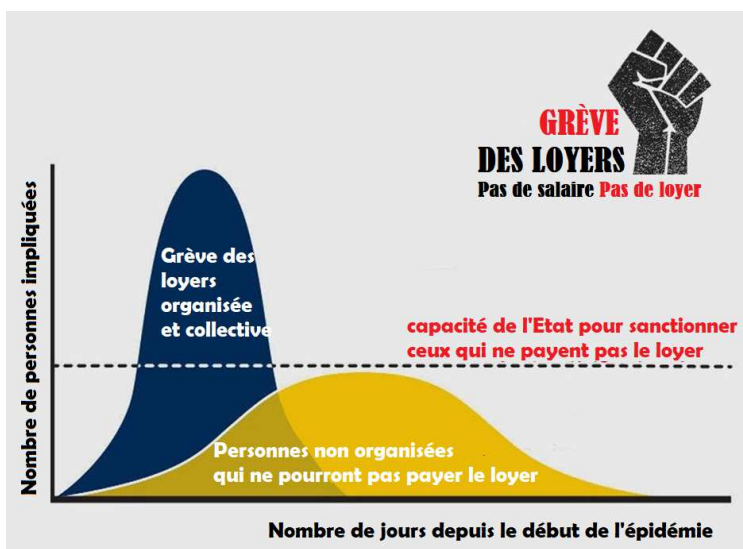 GRÈVE
DES LOYERS
Pas de salaire Pas de loyer
Nombre de personnes impliquées
Grève des
loyers
organisée
et collective
capacité de l'Etat pour sanctionner
ceux qui ne payent pas le loyer
Personnes non organisées
qui ne pourront pas payer le loyer
Nombre de jours depuis le début de l'épidémie